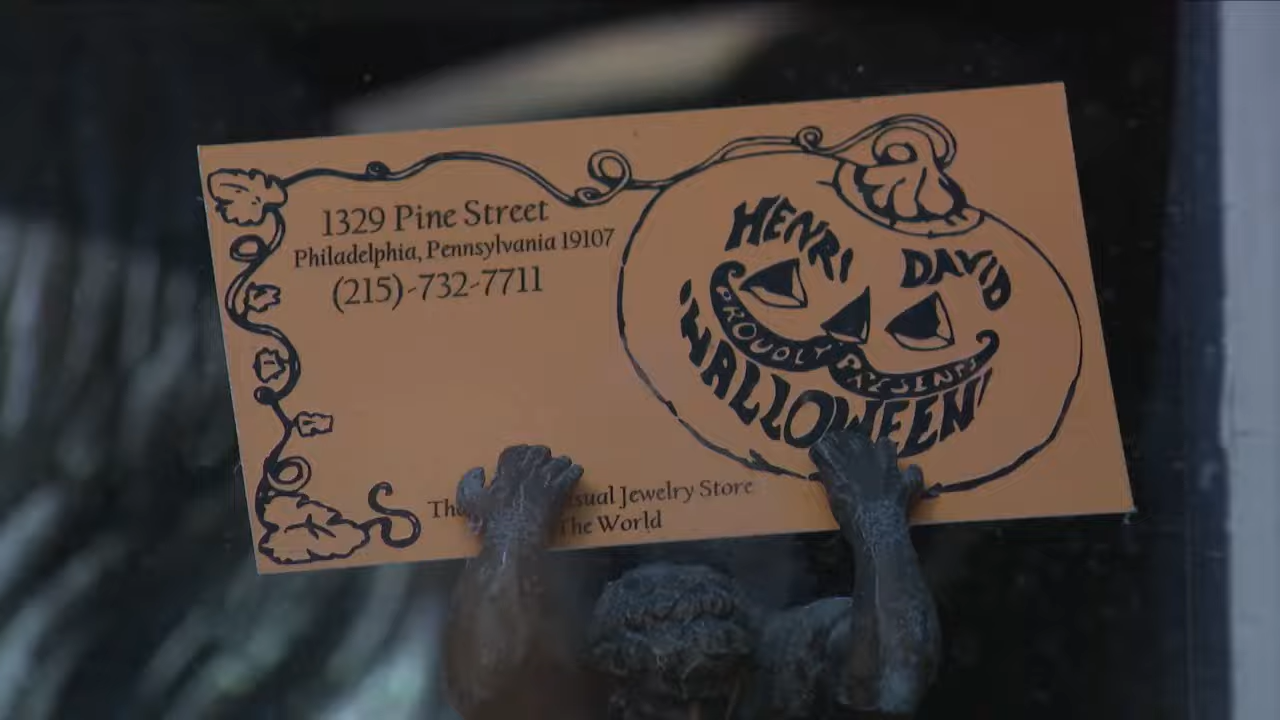 1329 Pine Street
Philadelphia, Pennsylvania 19107
(215)-732-7711
HENRI DAVID
PROUDLY PRESENTS
'HALLOWEEN'
Jewelry Store
The World